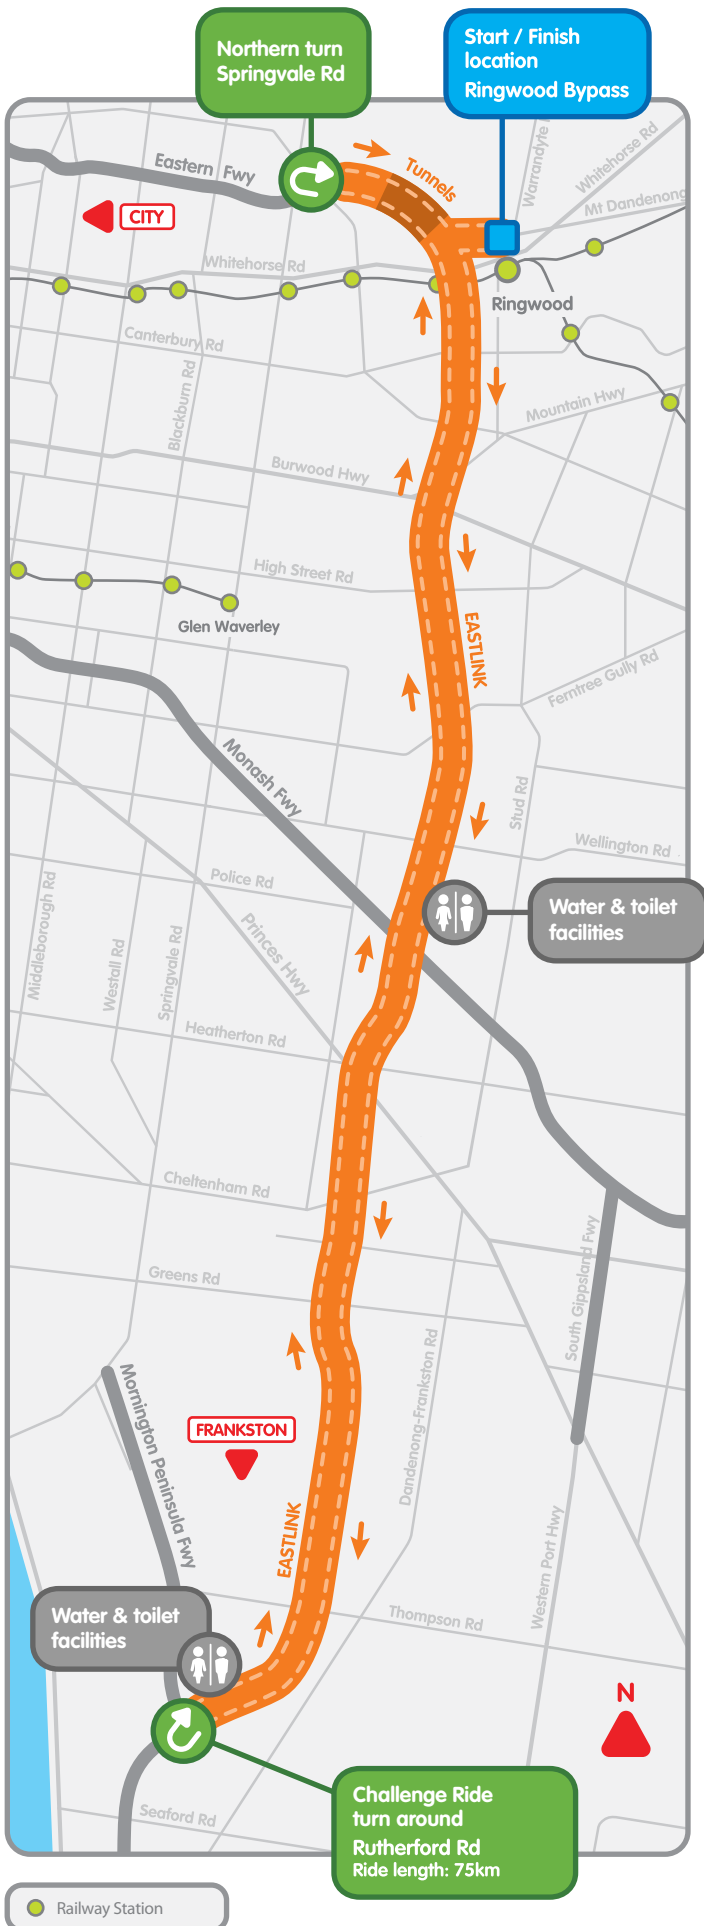 Northern turn
Springvale Rd
Start / Finish
location
Ringwood Bypass
Eastern Fwy
Tunnels
Whitehorse Rd
Mt Dandenong
CITY
Whitehorse Rd
Ringwood
Canterbury Rd
Blackburn Rd
Mountain Hwy
Burwood Hwy
High Street Rd
Glen Waverley
EASTLINK
Ferntree Gully Rd
Monash Fwy
Stud Rd
Wellington Rd
Police Rd
Middleborough Rd
Westall Rd
Springvale Rd
Princes Hwy
Water & toilet
facilities
Heatherton Rd
Cheltenham Rd
Greens Rd
South Gippsland Fwy
Dandenong-Frankston Rd
Mornington Peninsula Fwy
FRANKSTON
EASTLINK
Western Port Hwy
Water & toilet
facilities
Thompson Rd
N
Challenge Ride
turn around
Rutherford Rd
Ride length: 75km
Seaford Rd
Railway Station